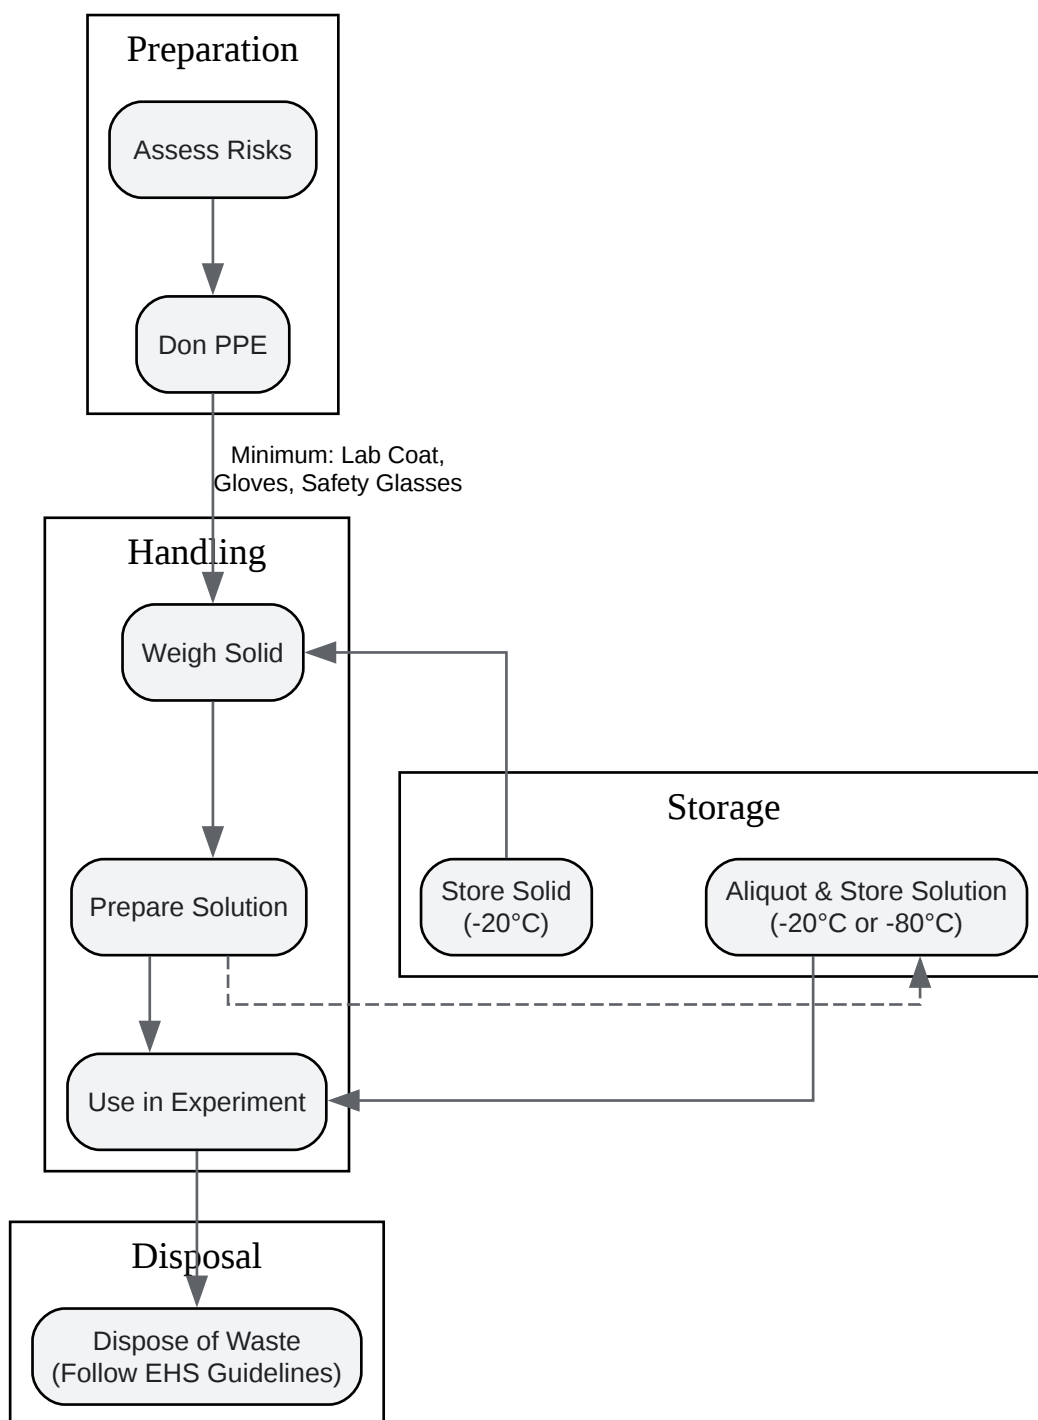 Preparation
Assess Risks
Don PPE
Minimum: Lab Coat,
Gloves, Safety Glasses
Handling
Weigh Solid
Storage
Prepare Solution
Store Solid
(-20°C)
Aliquot & Store Solution
(-20°C or -80°C)
Use in Experiment
Disposal
Dispose of Waste
(Follow EHS Guidelines)